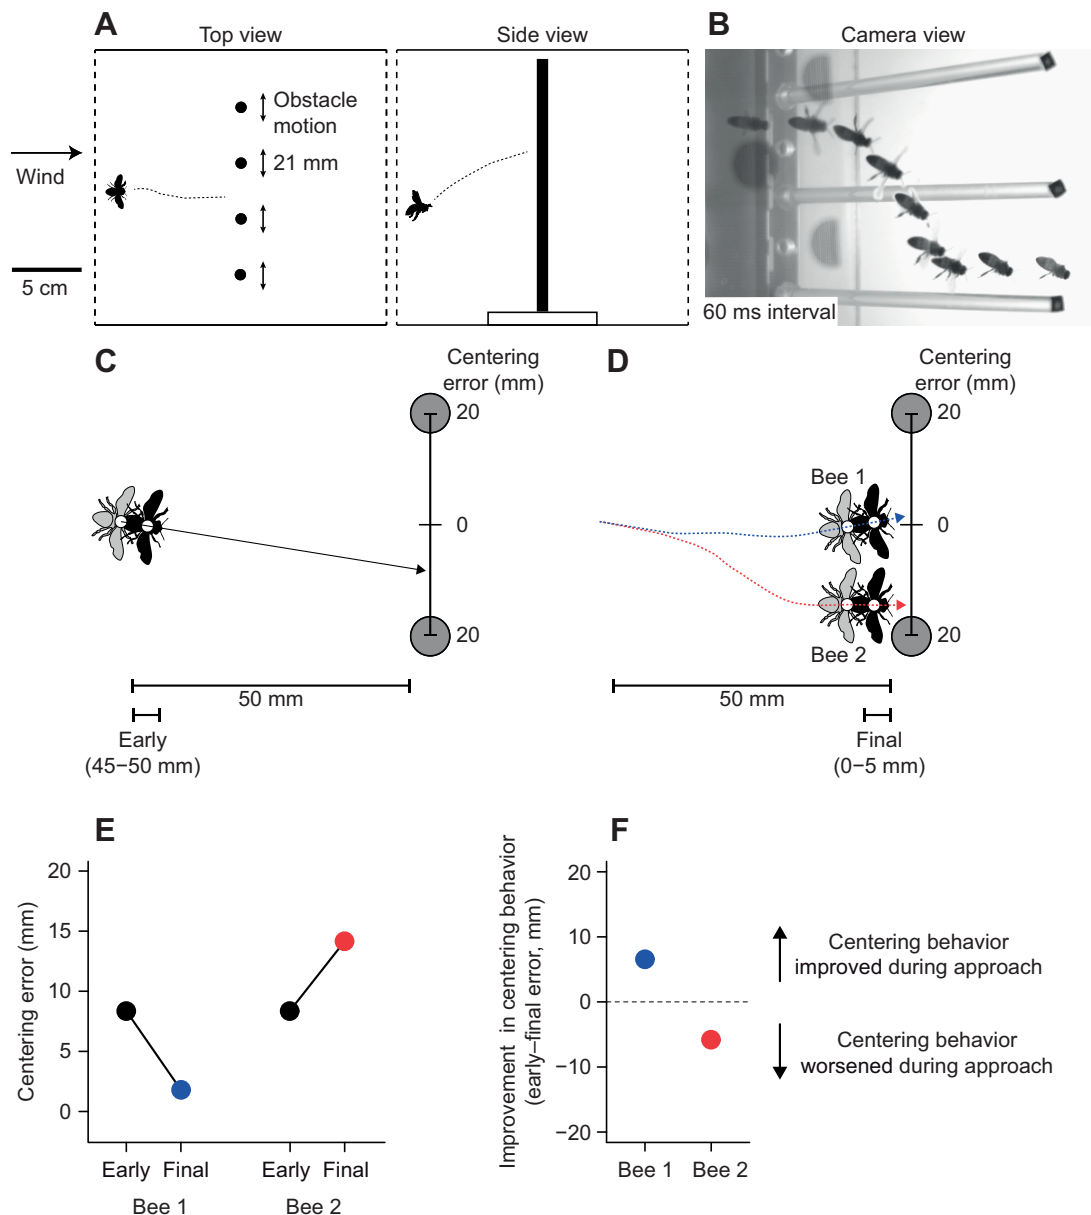 A
Top view
Side view
Wind
5 cm
Obstacle
motion
21 mm
B
Camera view
60 ms interval
C
Centering
error (mm)
20
0
20
50 mm
Early
(45–50 mm)
D
Centering
error (mm)
20
Bee 1
0
20
Bee 2
50 mm
Final
(0–5 mm)
E
Centering error (mm)
20
15
10
5
0
Early Final
Early Final
Bee 1
Bee 2
F
Improvement in centering behavior
(early–final error, mm)
20
10
0
−10
−20
Bee 1
Bee 2
Centering behavior
improved during approach
Centering behavior
worsened during approach